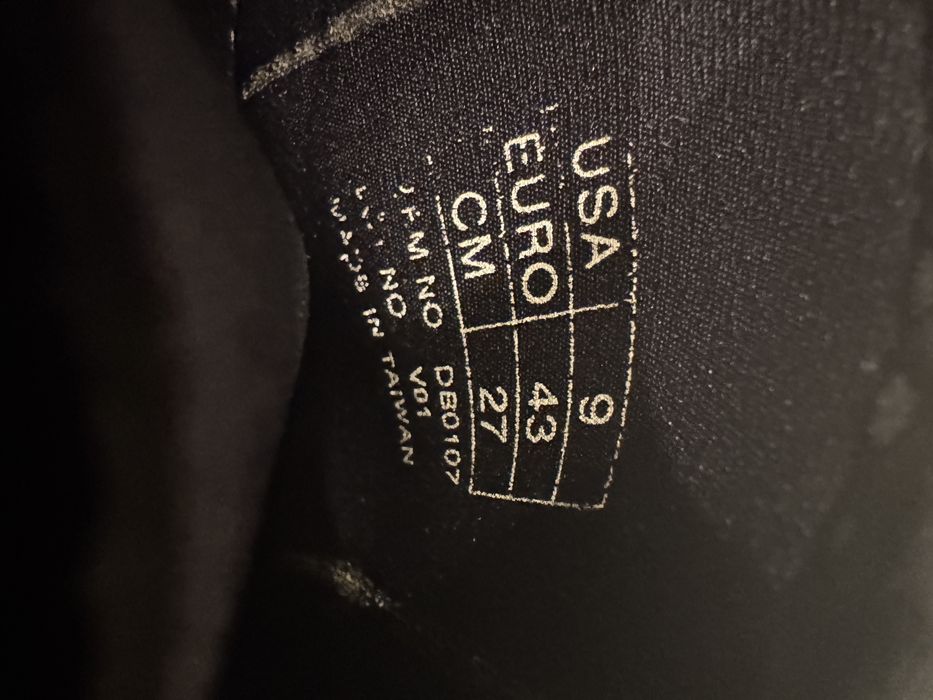 USA 9
EURO 43
CM 27
NO DB0107
NO V01
IN TAIWAN